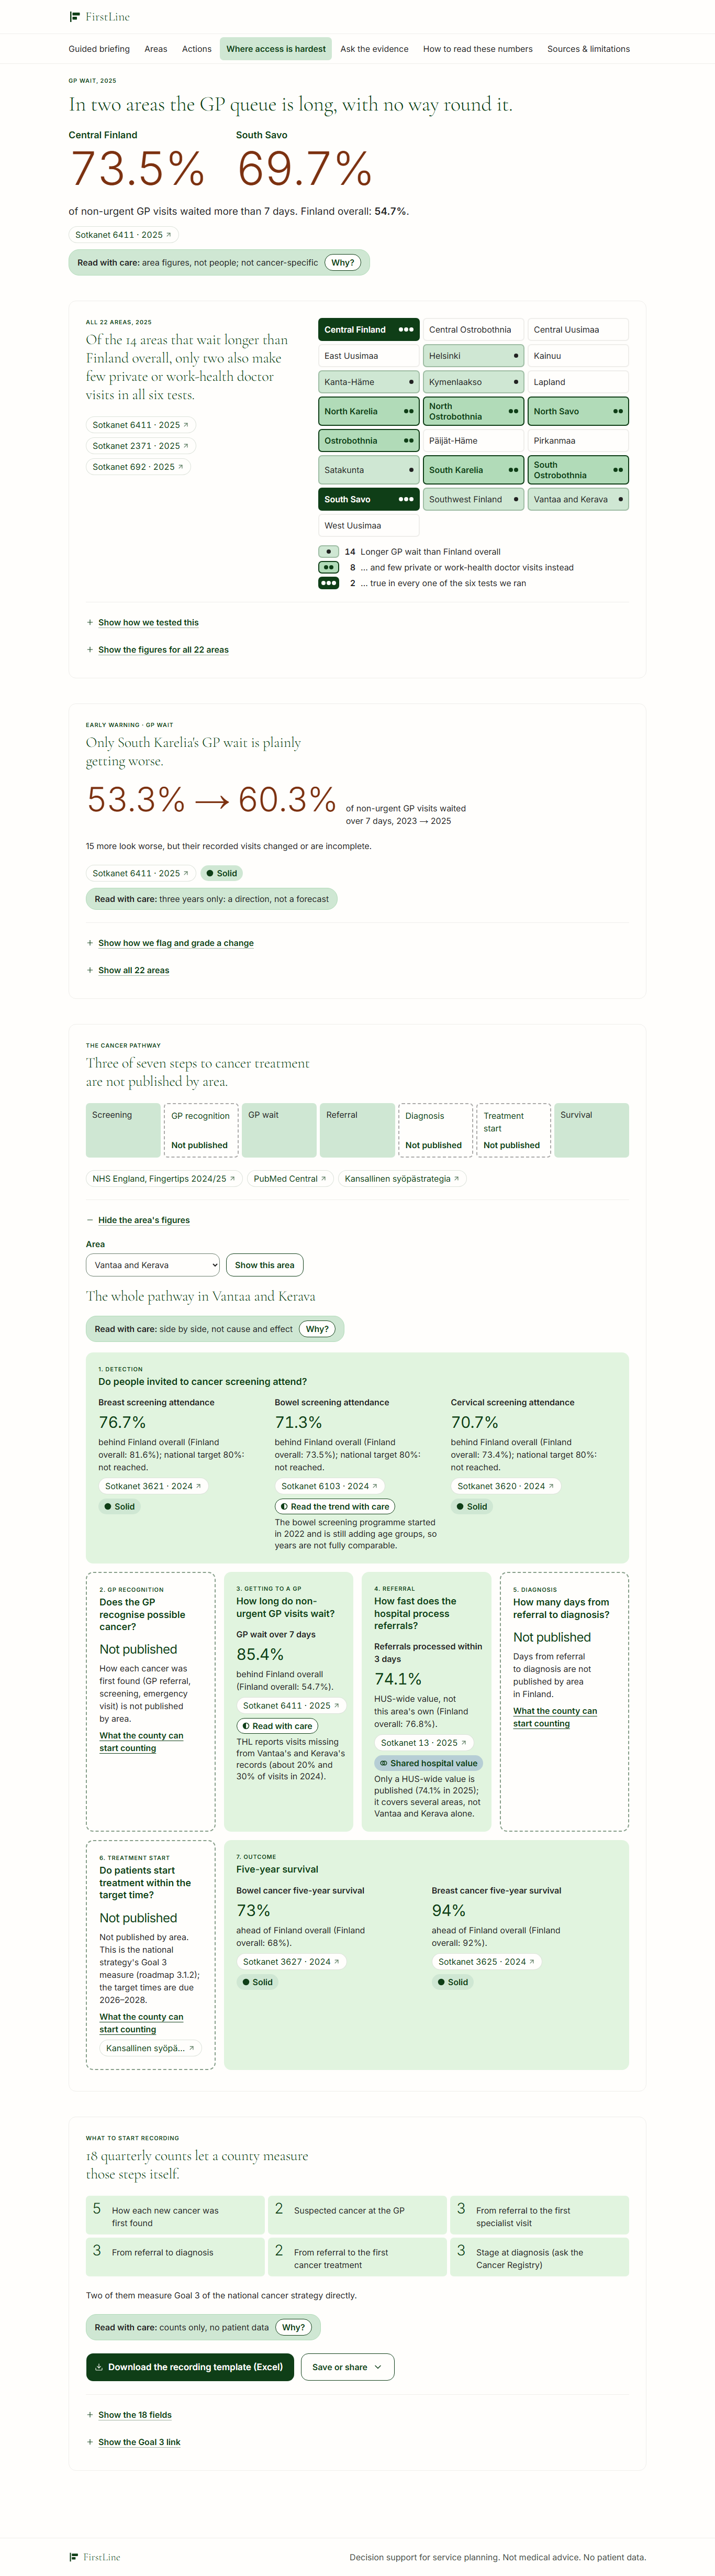 FirstLine
Guided briefing
Areas
Actions
Where access is hardest
Ask the evidence
How to read these numbers
Sources & limitations
GP WAIT, 2025
In two areas the GP queue is long, with no way round it.
Central Finland
73.5%
South Savo
69.7%
of non-urgent GP visits waited more than 7 days. Finland overall: 54.7%.
Sotkanet 6411 · 2025 ↗
Read with care: area figures, not people; not cancer-specific
Why?
ALL 22 AREAS, 2025
Of the 14 areas that wait longer than
Finland overall, only two also make
few private or work-health doctor
visits in all six tests.
Sotkanet 6411 · 2025 ↗
Sotkanet 2371 · 2025 ↗
Sotkanet 692 · 2025 ↗
Central Finland
Central Ostrobothnia
Central Uusimaa
East Uusimaa
Helsinki
Kainuu
Kanta-Häme
Kymenlaakso
Lapland
North Karelia
North
Ostrobothnia
North Savo
Ostrobothnia
Päijät-Häme
Pirkanmaa
Satakunta
South Karelia
South
Ostrobothnia
South Savo
Southwest Finland
Vantaa and Kerava
West Uusimaa
14 Longer GP wait than Finland overall
8 ... and few private or work-health doctor visits instead
2 ... true in every one of the six tests we ran
+ Show how we tested this
+ Show the figures for all 22 areas
EARLY WARNING · GP WAIT
Only South Karelia's GP wait is plainly
getting worse.
53.3% → 60.3%
of non-urgent GP visits waited
over 7 days, 2023 → 2025
15 more look worse, but their recorded visits changed or are incomplete.
Sotkanet 6411 · 2025 ↗
Solid
Read with care: three years only: a direction, not a forecast
+ Show how we flag and grade a change
+ Show all 22 areas
THE CANCER PATHWAY
Three of seven steps to cancer treatment
are not published by area.
Screening
GP recognition
Not published
GP wait
Referral
Diagnosis
Not published
Treatment
start
Not published
Survival
NHS England, Fingertips 2024/25 ↗
PubMed Central ↗
Kansallinen syöpästrategia ↗
− Hide the area's figures
Area
Vantaa and Kerava
Show this area
The whole pathway in Vantaa and Kerava
Read with care: side by side, not cause and effect
Why?
1. DETECTION
Do people invited to cancer screening attend?
Breast screening attendance
76.7%
behind Finland overall (Finland
overall: 81.6%); national target 80%:
not reached.
Sotkanet 3621 · 2024 ↗
Solid
Bowel screening attendance
71.3%
behind Finland overall (Finland
overall: 73.5%); national target 80%:
not reached.
Sotkanet 6103 · 2024 ↗
Read the trend with care
The bowel screening programme started
in 2022 and is still adding age groups, so
years are not fully comparable.
Cervical screening attendance
70.7%
behind Finland overall (Finland
overall: 73.4%); national target 80%:
not reached.
Sotkanet 3620 · 2024 ↗
Solid
2. GP RECOGNITION
Does the GP
recognise possible
cancer?
Not published
How each cancer was
first found (GP referral,
screening, emergency
visit) is not published
by area.
What the county can
start counting
3. GETTING TO A GP
How long do non-
urgent GP visits wait?
GP wait over 7 days
85.4%
behind Finland overall
(Finland overall: 54.7%).
Sotkanet 6411 · 2025 ↗
Read with care
THL reports visits missing
from Vantaa's and Kerava's
records (about 20% and
30% of visits in 2024).
4. REFERRAL
How fast does the
hospital process
referrals?
Referrals processed within
3 days
74.1%
HUS-wide value, not
this area's own (Finland
overall: 76.8%).
Sotkanet 13 · 2025 ↗
Shared hospital value
Only a HUS-wide value is
published (74.1% in 2025);
it covers several areas, not
Vantaa and Kerava alone.
5. DIAGNOSIS
How many days from
referral to diagnosis?
Not published
Days from referral
to diagnosis are not
published by area
in Finland.
What the county can
start counting
6. TREATMENT START
Do patients start
treatment within the
target time?
Not published
Not published by area.
This is the national
strategy's Goal 3
measure (roadmap 3.1.2);
the target times are due
2026–2028.
What the county can
start counting
Kansallinen syöpä... ↗
7. OUTCOME
Five-year survival
Bowel cancer five-year survival
73%
ahead of Finland overall (Finland
overall: 68%).
Sotkanet 3627 · 2024 ↗
Solid
Breast cancer five-year survival
94%
ahead of Finland overall (Finland
overall: 92%).
Sotkanet 3625 · 2024 ↗
Solid
WHAT TO START RECORDING
18 quarterly counts let a county measure
those steps itself.
5 How each new cancer was
first found
2 Suspected cancer at the GP
3 From referral to the first
specialist visit
3 From referral to diagnosis
2 From referral to the first
cancer treatment
3 Stage at diagnosis (ask the
Cancer Registry)
Two of them measure Goal 3 of the national cancer strategy directly.
Read with care: counts only, no patient data
Why?
Download the recording template (Excel)
Save or share
+ Show the 18 fields
+ Show the Goal 3 link
FirstLine
Decision support for service planning. Not medical advice. No patient data.